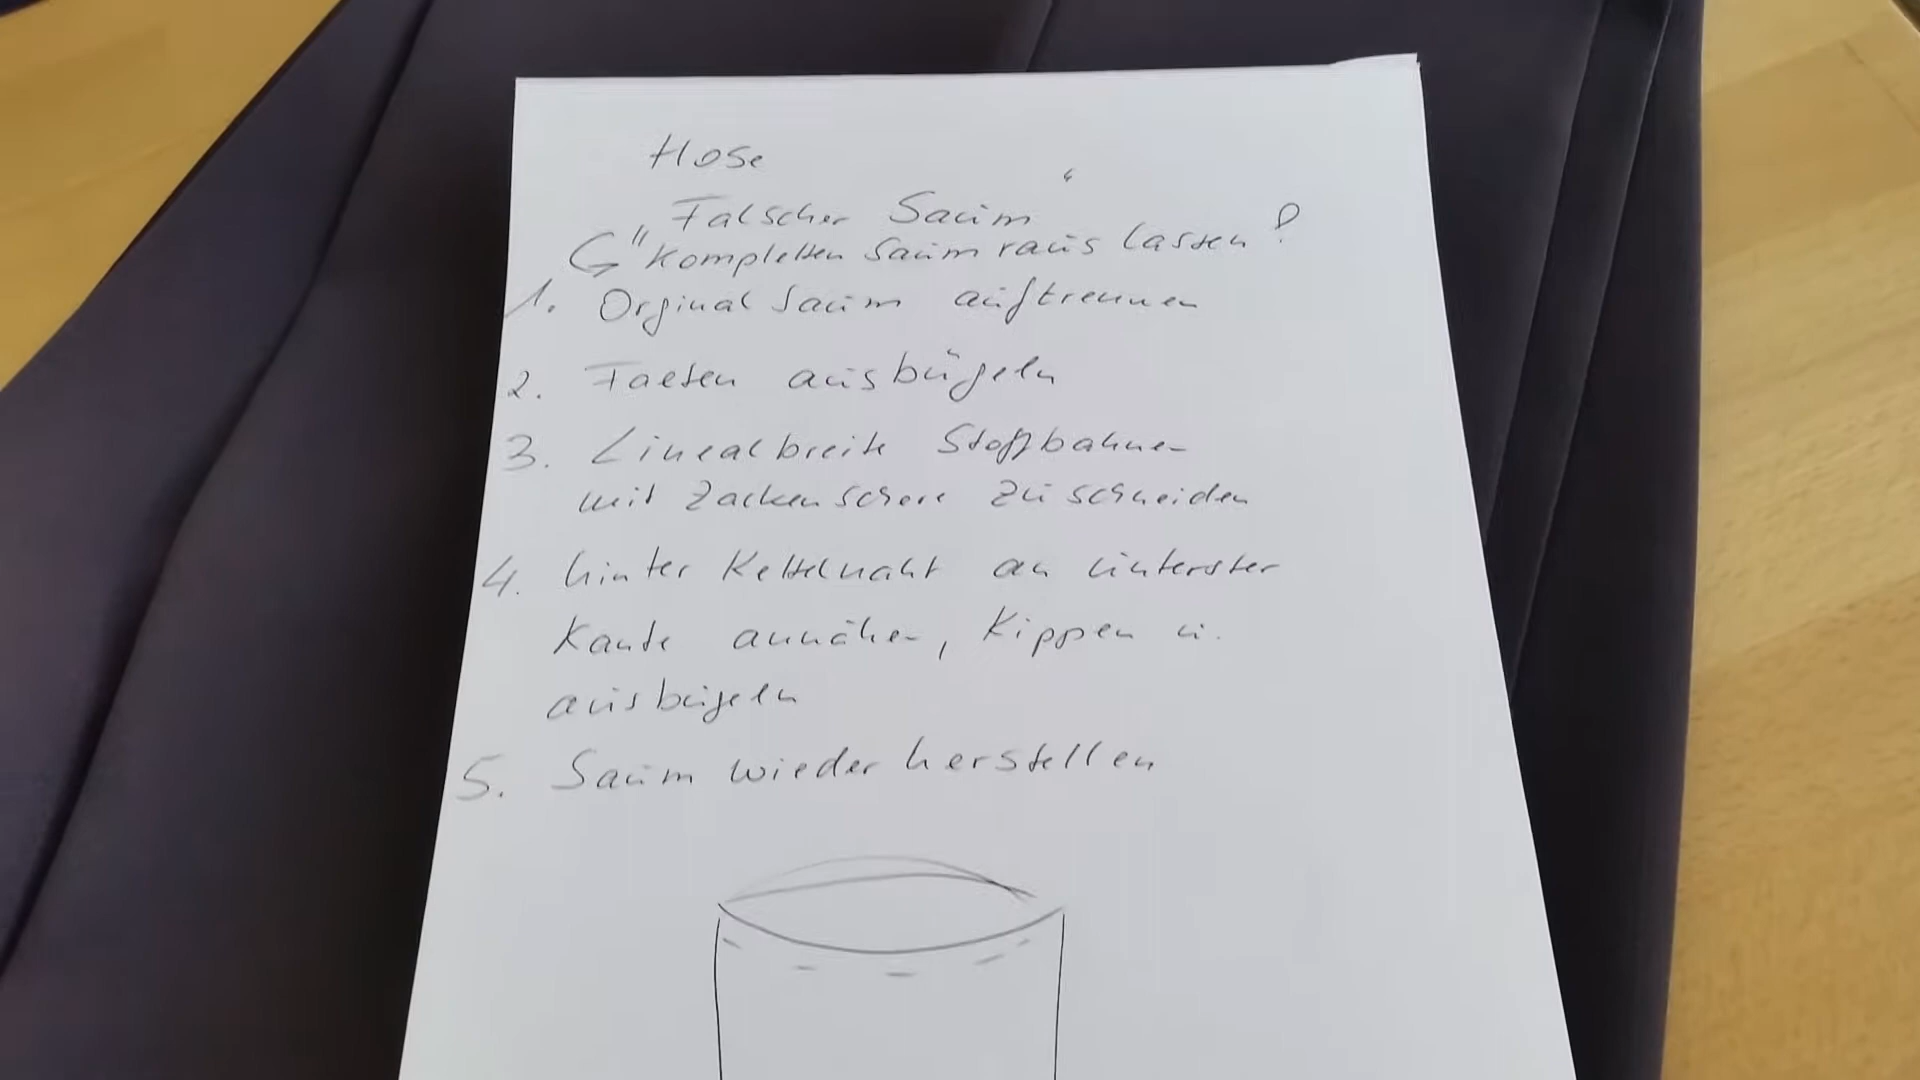 Hose
"Falscher Saum"
Kompletten Saum raus lassen?
1. Orginal Saum auftrennen
2. Falten ausbügeln
3. Linealbreite Stoffbahnen
mit Zackenschere zuschneiden
4. hinter Kettelnaht an unterster
Kante annähen, Kippen u.
ausbügeln
5. Saum wieder herstellen